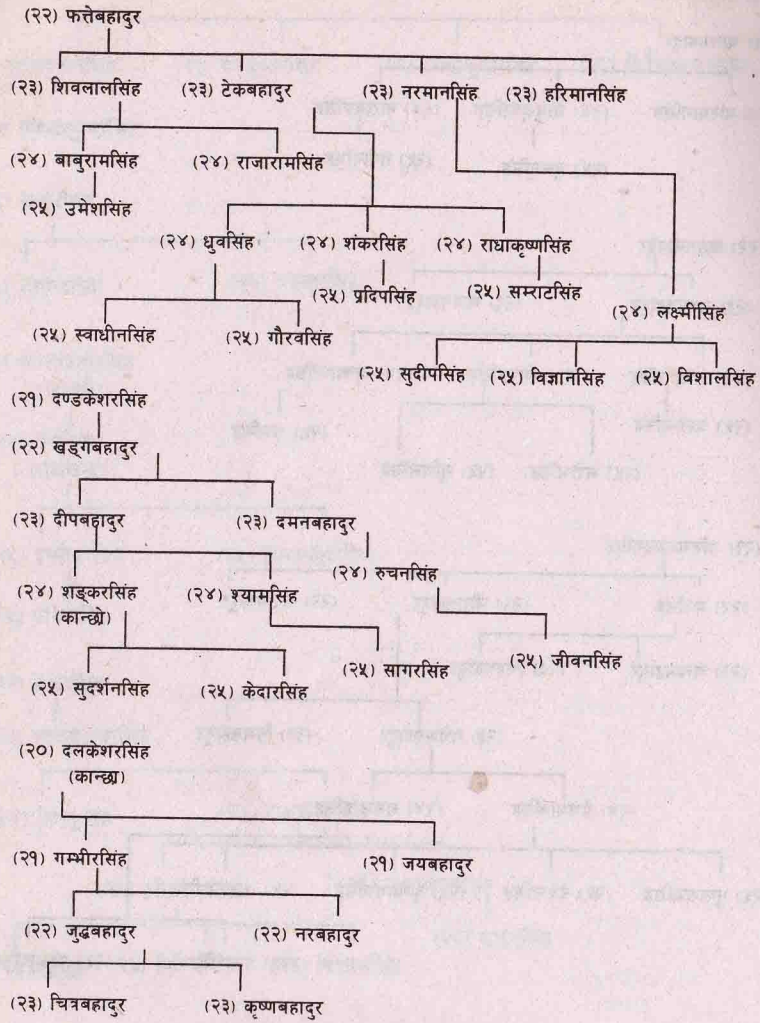 (२२) फत्तेबहादुर
(२३) शिवलालसिंह (२३) टेकबहादुर (२३) नरमानसिंह (२३) हरिमानसिंह
(२४) बाबुरामसिंह (२४) राजारामसिंह
(२५) उमेशसिंह
(२४) धुवसिंह (२४) शंकरसिंह (२४) राधाकृष्णसिंह
(२५) प्रदिपसिंह (२५) सम्राटसिंह
(२४) लक्ष्मीसिंह
(२५) स्वाधीनसिंह (२५) गौरवसिंह
(२५) सुदीपसिंह (२५) विज्ञानसिंह (२५) विशालसिंह
(२१) दण्डकेशरसिंह
(२२) खड्गबहादुर
(२३) दीपबहादुर (२३) दमनबहादुर
(२४) रुचनसिंह
(२४) शङ्करसिंह (२४) श्यामसिंह
(कान्छो)
(२५) सागरसिंह (२५) जीवनसिंह
(२५) सुदर्शनसिंह (२५) केदारसिंह
(२०) दलकेशरसिंह
(कान्छा)
(२१) गम्भीरसिंह (२१) जयबहादुर
(२२) जुद्धबहादुर (२२) नरबहादुर
(२३) चित्रबहादुर (२३) कृष्णबहादुर